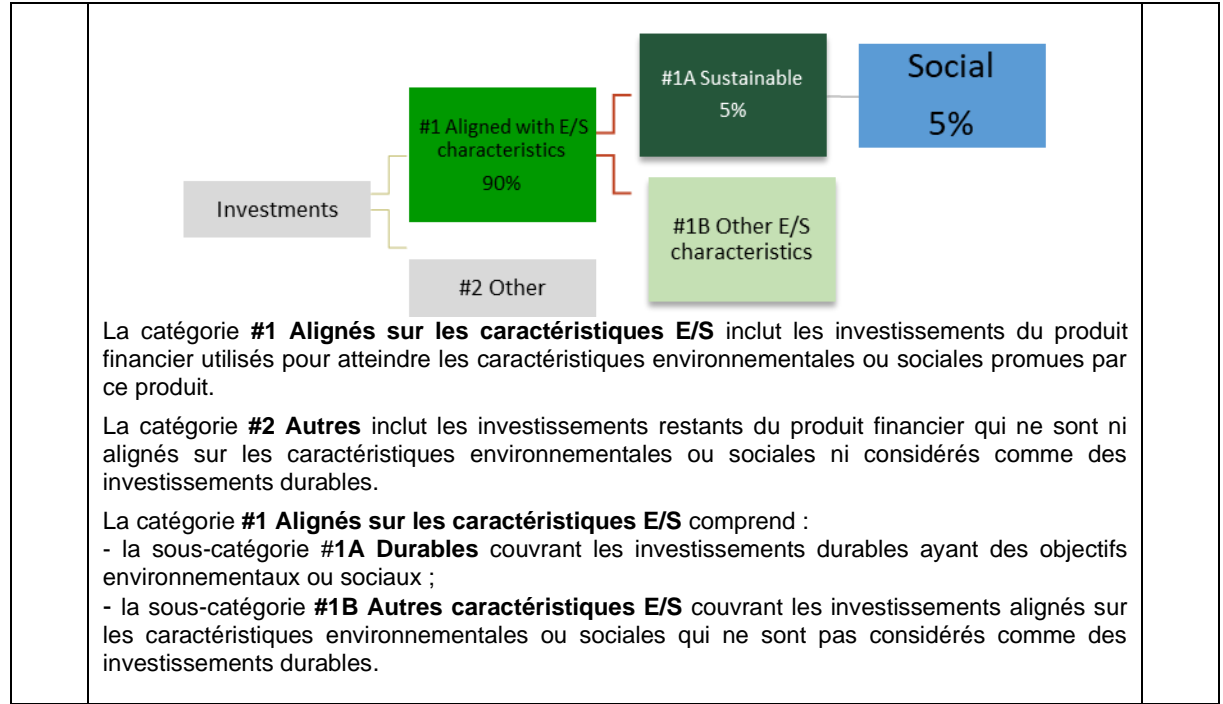 #1A Sustainable
5%
Social
5%
#1 Aligned with E/S
characteristics
90%
Investments
#1B Other E/S
characteristics
#2 Other
La catégorie #1 Alignés sur les caractéristiques E/S inclut les investissements du produit
financier utilisés pour atteindre les caractéristiques environnementales ou sociales promues par
ce produit.
La catégorie #2 Autres inclut les investissements restants du produit financier qui ne sont ni
alignés sur les caractéristiques environnementales ou sociales ni considérés comme des
investissements durables.
La catégorie #1 Alignés sur les caractéristiques E/S comprend :
- la sous-catégorie #1A Durables couvrant les investissements durables ayant des objectifs
environnementaux ou sociaux ;
- la sous-catégorie #1B Autres caractéristiques E/S couvrant les investissements alignés sur
les caractéristiques environnementales ou sociales qui ne sont pas considérés comme des
investissements durables.